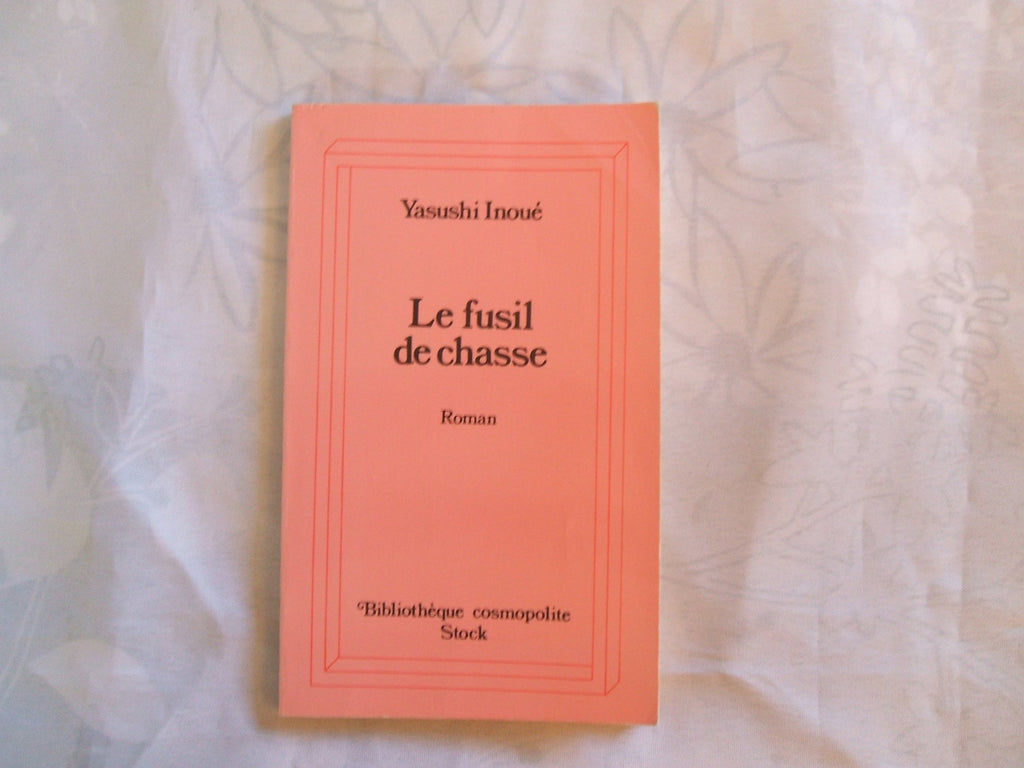 Yasushi Inoué
Le fusil
de chasse
Roman
Bibliothèque cosmopolite
Stock